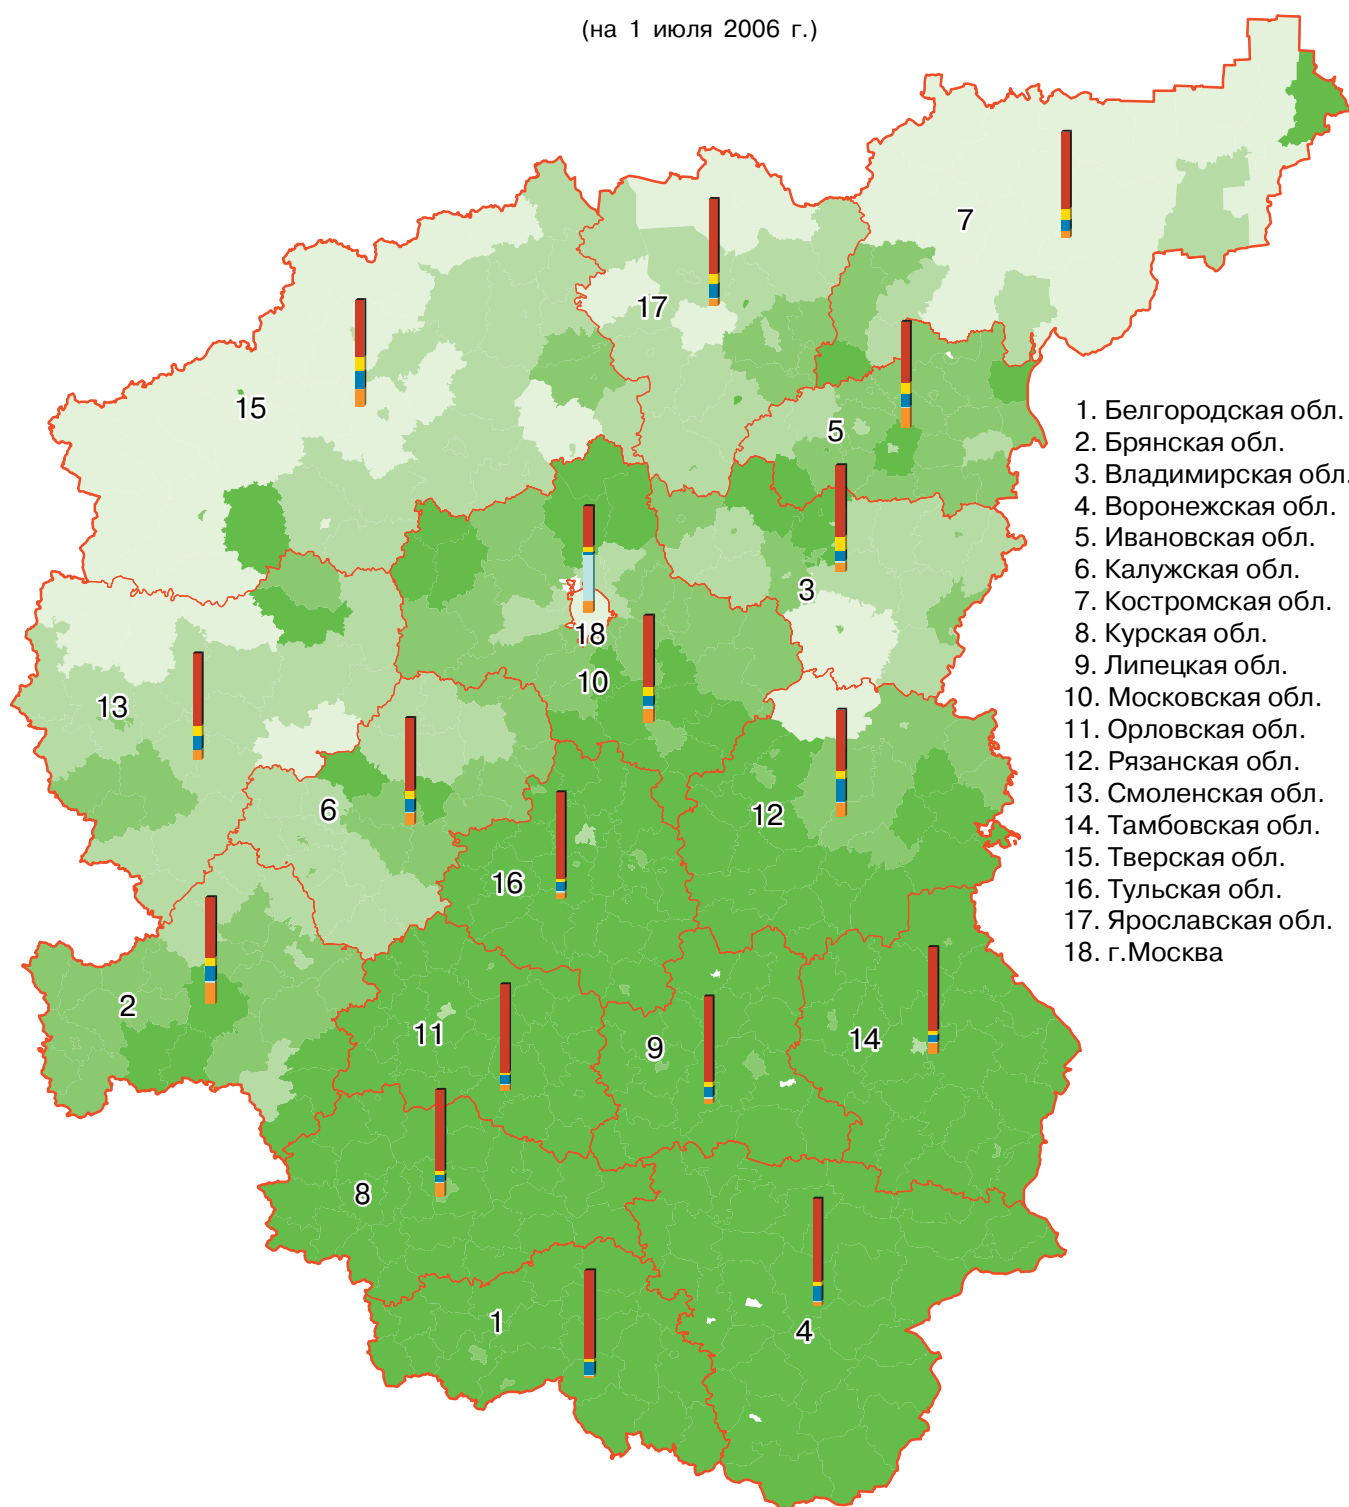 (на 1 июля 2006 г.)
7
17
15
5
3
18
10
13
6
12
16
2
11
9
14
8
1
4
1. Белгородская обл.
2. Брянская обл.
3. Владимирская обл.
4. Воронежская обл.
5. Ивановская обл.
6. Калужская обл.
7. Костромская обл.
8. Курская обл.
9. Липецкая обл.
10. Московская обл.
11. Орловская обл.
12. Рязанская обл.
13. Смоленская обл.
14. Тамбовская обл.
15. Тверская обл.
16. Тульская обл.
17. Ярославская обл.
18. г.Москва